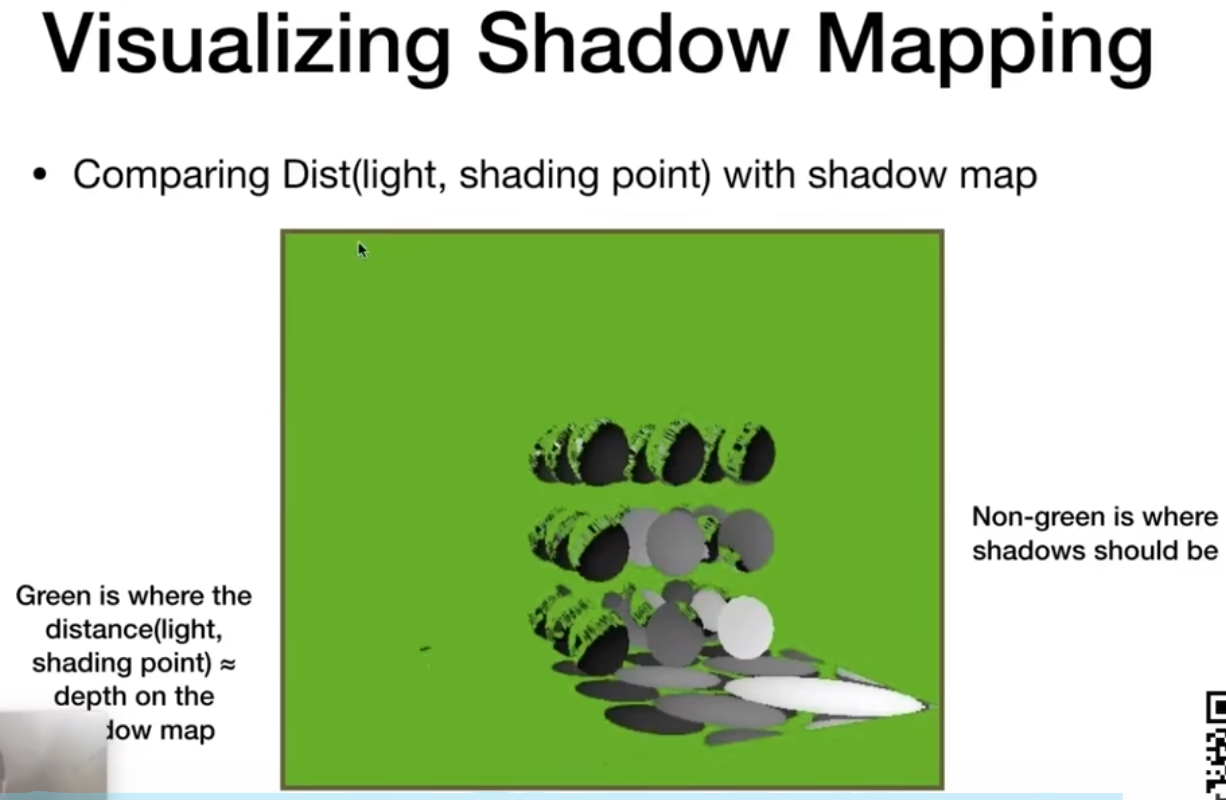 Visualizing Shadow Mapping
• Comparing Dist(light, shading point) with shadow map
Non-green is where
shadows should be
Green is where the
distance(light,
shading point) ≈
depth on the
dow map